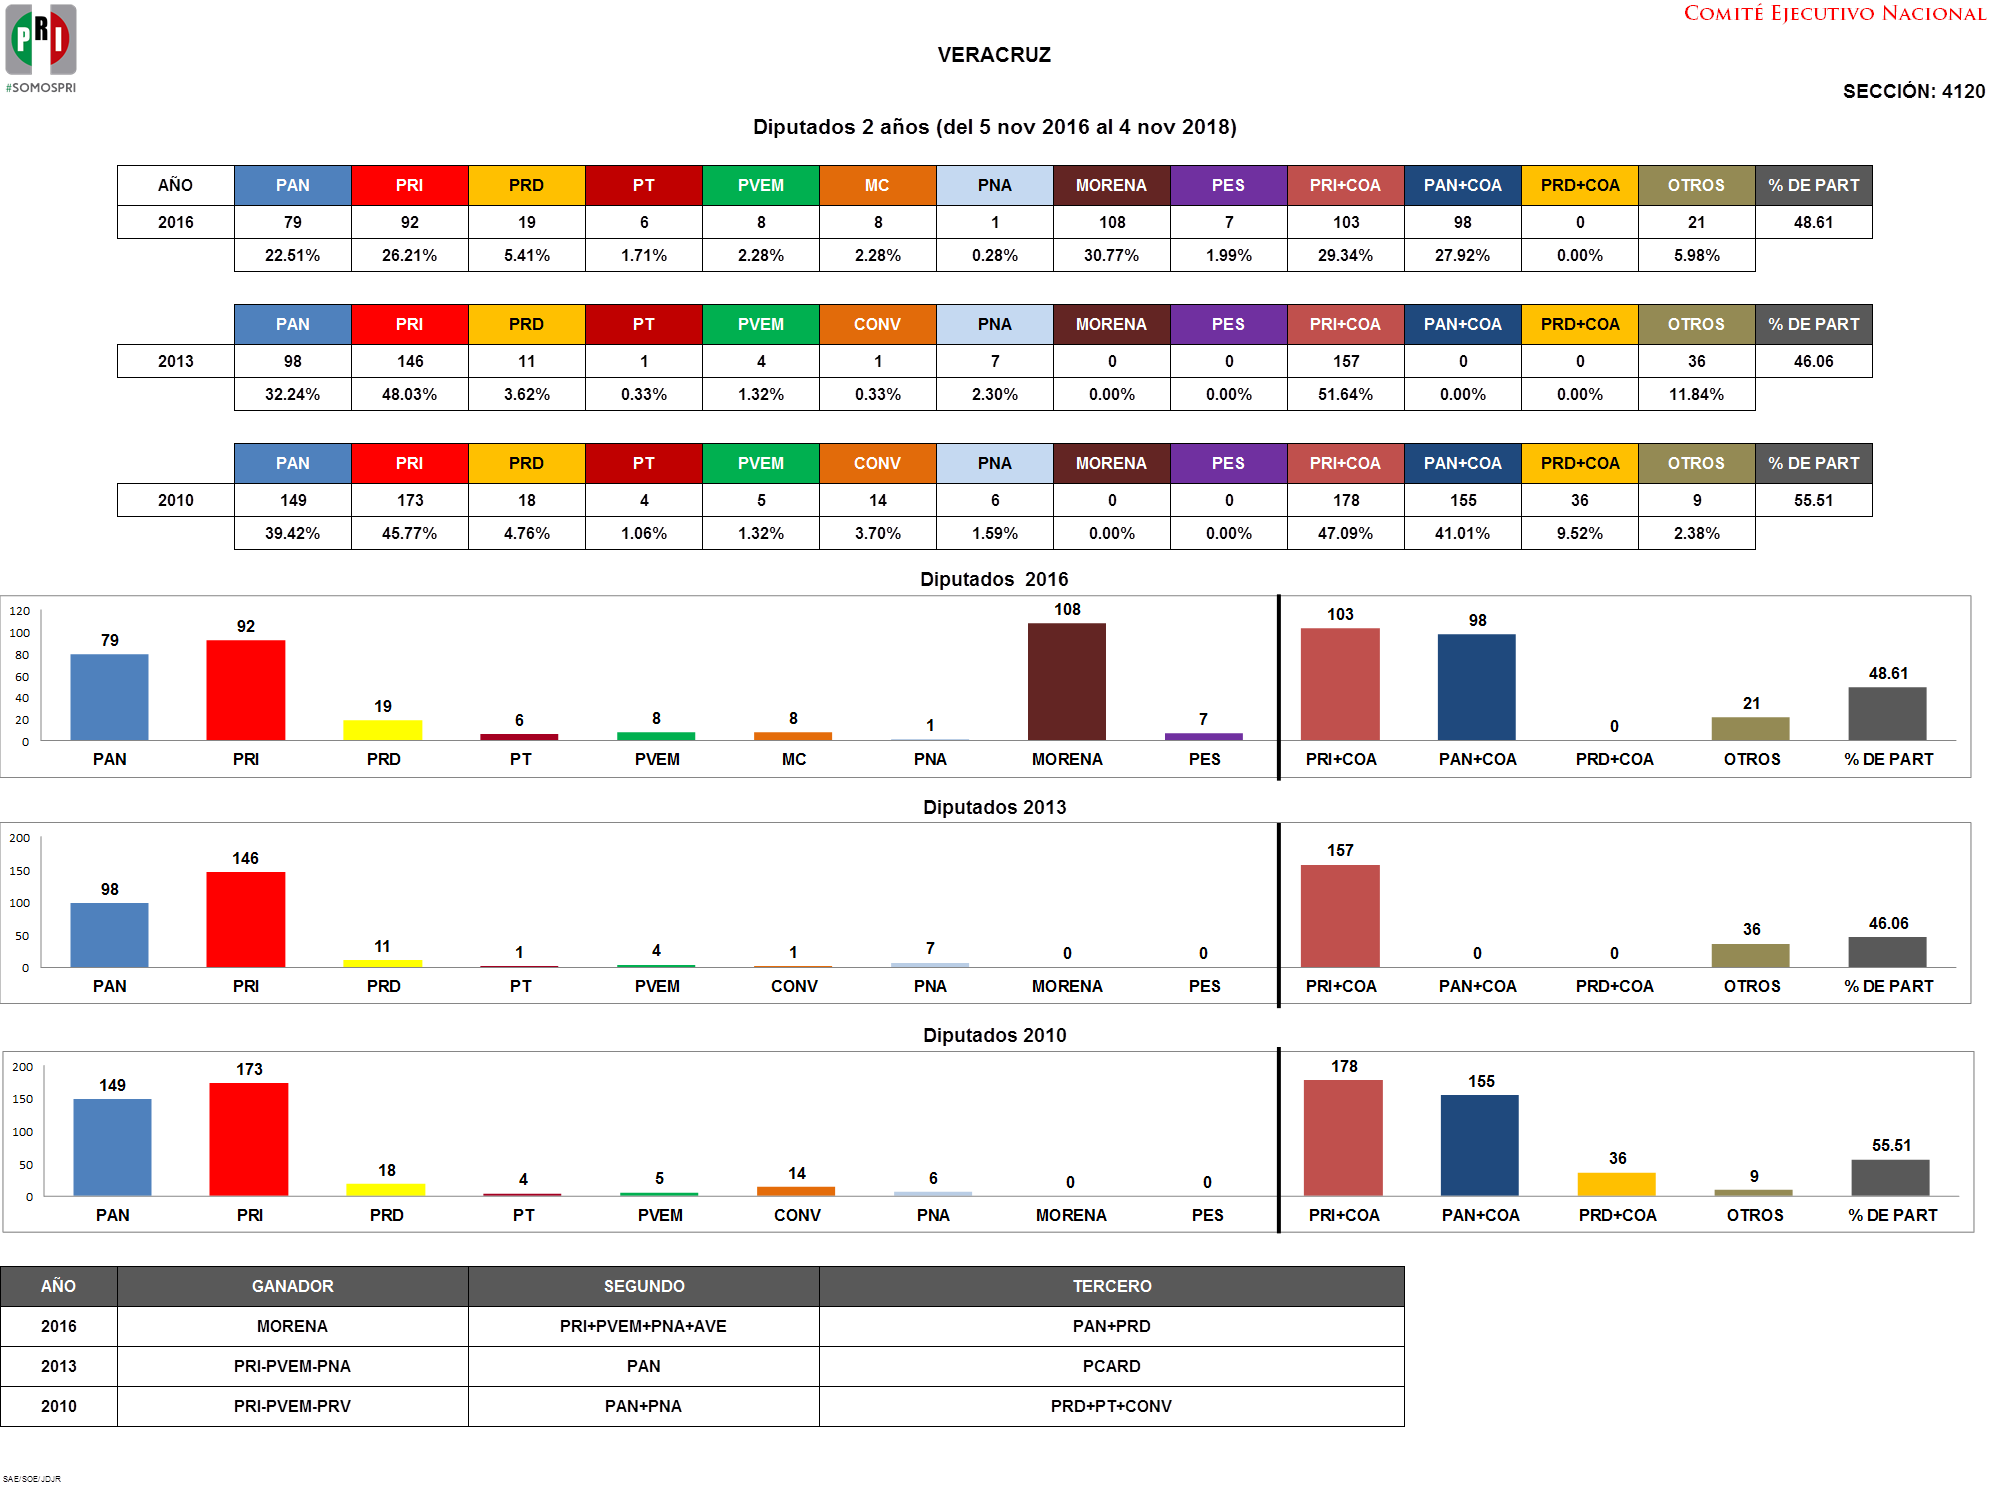 PRI
#SOMOSPRI
COMITÉ EJECUTIVO NACIONAL
VERACRUZ
SECCIÓN: 4120
Diputados 2 años (del 5 nov 2016 al 4 nov 2018)
AÑO PAN PRI PRD PT PVEM MC PNA MORENA PES PRI+COA PAN+COA PRD+COA OTROS % DE PART
2016 79 92 19 6 8 8 1 108 7 103 98 0 21 48.61
22.51% 26.21% 5.41% 1.71% 2.28% 2.28% 0.28% 30.77% 1.99% 29.34% 27.92% 0.00% 5.98%
PAN PRI PRD PT PVEM CONV PNA MORENA PES PRI+COA PAN+COA PRD+COA OTROS % DE PART
2013 98 146 11 1 4 1 7 0 0 157 0 0 36 46.06
32.24% 48.03% 3.62% 0.33% 1.32% 0.33% 2.30% 0.00% 0.00% 51.64% 0.00% 0.00% 11.84%
PAN PRI PRD PT PVEM CONV PNA MORENA PES PRI+COA PAN+COA PRD+COA OTROS % DE PART
2010 149 173 18 4 5 14 6 0 0 178 155 36 9 55.51
39.42% 45.77% 4.76% 1.06% 1.32% 3.70% 1.59% 0.00% 0.00% 47.09% 41.01% 9.52% 2.38%
Diputados 2016
120
100
80
60
40
20
0
79 92 19 6 8 8 1 108 7 103 98 0 21 48.61
PAN PRI PRD PT PVEM MC PNA MORENA PES PRI+COA PAN+COA PRD+COA OTROS % DE PART
Diputados 2013
200
150
100
50
0
98 146 11 1 4 1 7 0 0 157 0 0 36 46.06
PAN PRI PRD PT PVEM CONV PNA MORENA PES PRI+COA PAN+COA PRD+COA OTROS % DE PART
Diputados 2010
200
150
100
50
0
149 173 18 4 5 14 6 0 0 178 155 36 9 55.51
PAN PRI PRD PT PVEM CONV PNA MORENA PES PRI+COA PAN+COA PRD+COA OTROS % DE PART
AÑO GANADOR SEGUNDO TERCERO
2016 MORENA PRI+PVEM+PNA+AVE PAN+PRD
2013 PRI-PVEM-PNA PAN PCARD
2010 PRI-PVEM-PRV PAN+PNA PRD+PT+CONV
SAE/SOE/JDJR